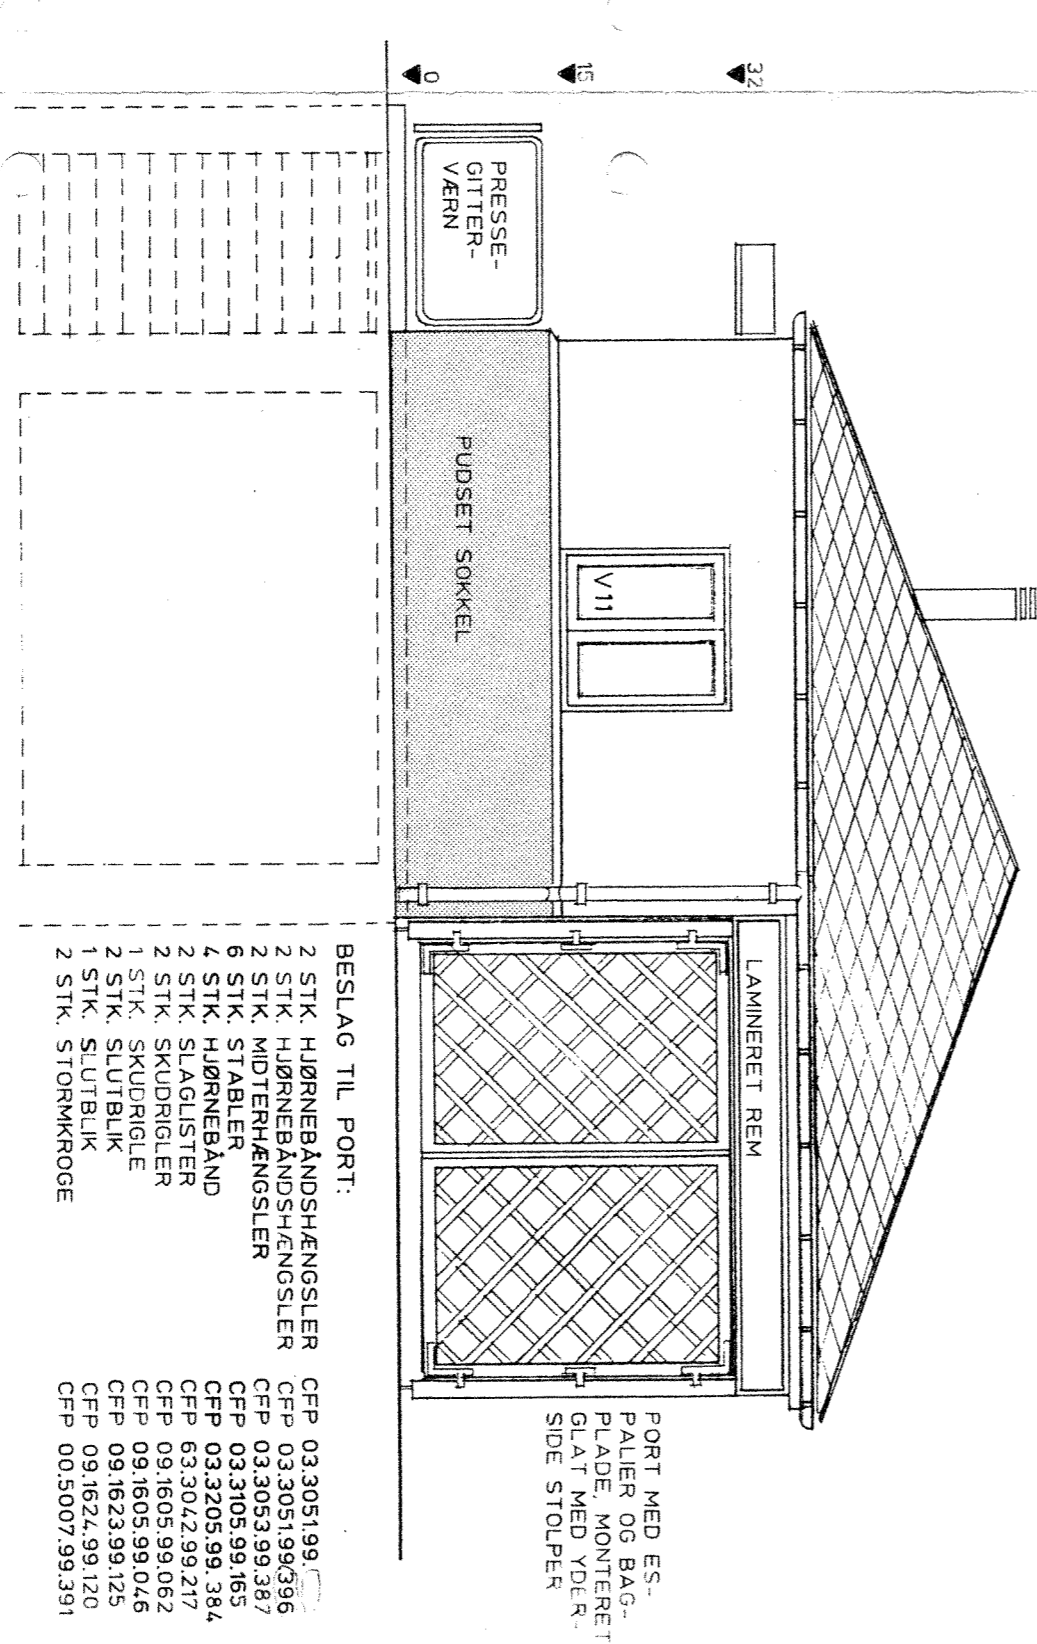 32
15
0
PRESSE-
GITTER-
VÆRN
PUDSET SOKKEL
V 11
LAMINERET REM
PORT MED ES-
PALIER OG BAG-
PLADE, MONTERET
GLAT MED YDER-
SIDE STOLPER
BESLAG TIL PORT:
2 STK. HJØRNEBÅNDSHÆNGSLER CFP 03.3051.99.
2 STK. HJØRNEBÅNDSHÆNGSLER CFP 03.3051.99.396
2 STK. MIDTERHÆNGSLER CFP 03.3053.99.387
6 STK. STABLER CFP 03.3105.99.165
4 STK. HJØRNEBÅND CFP 03.3205.99.384
2 STK. SLAGLISTER CFP 63.3042.99.217
2 STK. SKUDRIGLER CFP 09.1605.99.062
1 STK. SKUDRIGLE CFP 09.1605.99.046
2 STK. SLUTBLIK CFP 09.1623.99.125
1 STK. SLUTBLIK CFP 09.1624.99.120
2 STK. STORMKROGE CFP 00.5007.99.391